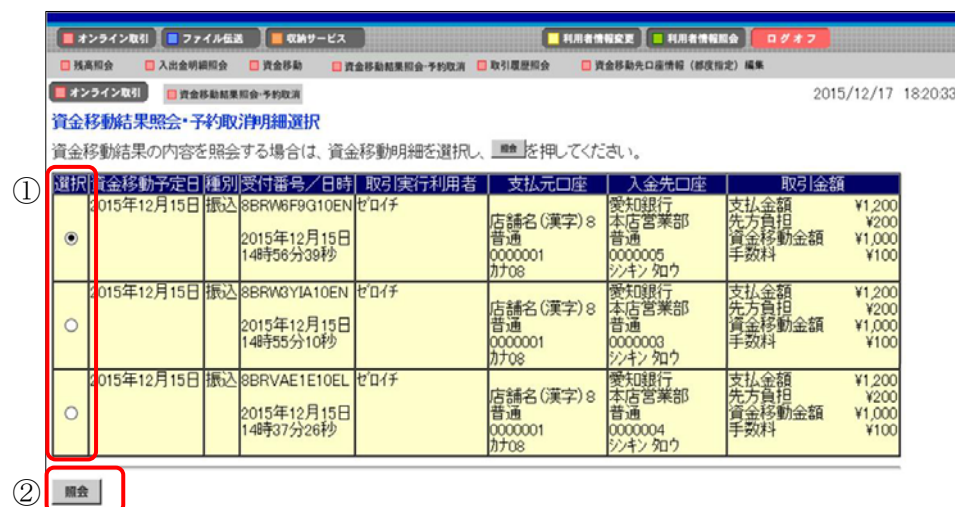 オンライン取引 ファイル伝送 収納サービス 利用者情報変更 利用者情報照会 ログオフ
残高照会 入出金明細照会 資金移動 資金移動結果照会・予約取消 取引履歴照会 資金移動先口座情報(都度指定)編集
オンライン取引 資金移動結果照会・予約取消 2015/12/17 18:20:33
資金移動結果照会・予約取消明細選択
資金移動結果の内容を照会する場合は、資金移動明細を選択し、照会を押してください。
① 選択 資金移動予定日 種別 受付番号/日時 取引実行利用者 支払元口座 入金先口座 取引金額
2015年12月15日 振込 8BRW6F9G10EN ゼロイチ 愛知銀行 支払金額 ¥1,200
店舗名(漢字)8 本店営業部 先方負担 ¥200
2015年12月15日 普通 普通 資金移動金額 ¥1,000
14時56分39秒 0000001 0000005 手数料 ¥100
カナ08 シンキン タロウ
2015年12月15日 振込 8BRW3YIA10EN ゼロイチ 愛知銀行 支払金額 ¥1,200
店舗名(漢字)8 本店営業部 先方負担 ¥200
2015年12月15日 普通 普通 資金移動金額 ¥1,000
14時55分10秒 0000001 0000003 手数料 ¥100
カナ08 シンキン タロウ
2015年12月15日 振込 8BRVAE1E10EL ゼロイチ 愛知銀行 支払金額 ¥1,200
店舗名(漢字)8 本店営業部 先方負担 ¥200
2015年12月15日 普通 普通 資金移動金額 ¥1,000
14時37分26秒 0000001 0000004 手数料 ¥100
カナ08 シンキン タロウ
② 照会